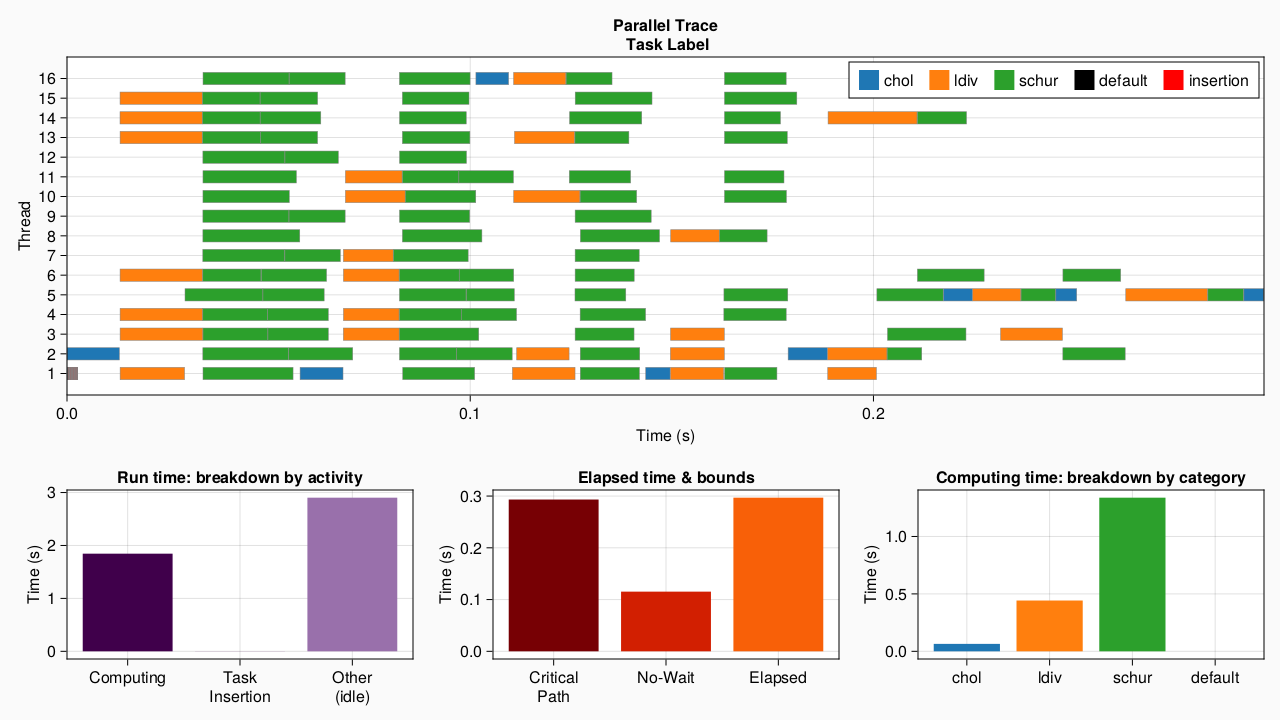 Parallel Trace
Task Label
chol ldiv schur default insertion
Thread
16
15
14
13
12
11
10
9
8
7
6
5
4
3
2
1
0.0 0.1 0.2
Time (s)
Run time: breakdown by activity
Time (s)
3
2
1
0
Computing Task Insertion Other (idle)
Elapsed time & bounds
Time (s)
0.3
0.2
0.1
0.0
Critical Path No-Wait Elapsed
Computing time: breakdown by category
Time (s)
1.0
0.5
0.0
chol ldiv schur default